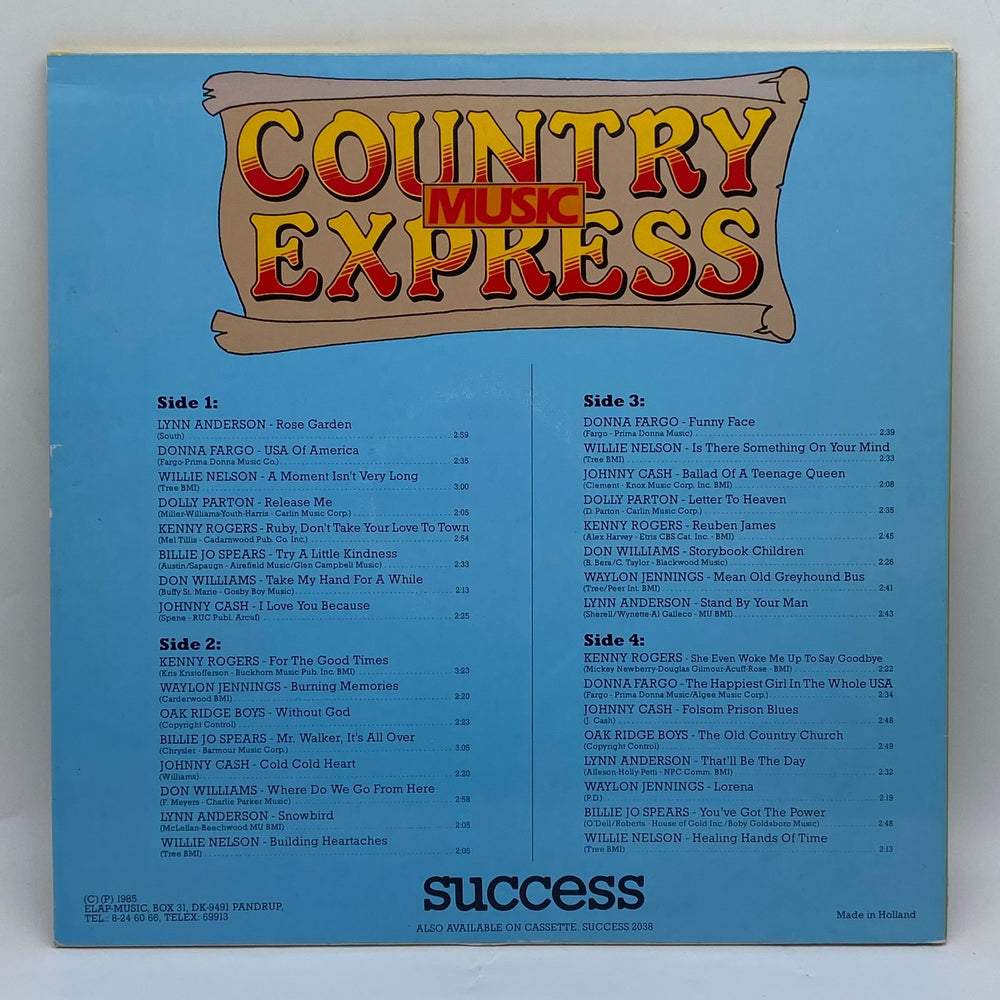 COUNTRY
MUSIC
EXPRESS
Side 1:
LYNN ANDERSON - Rose Garden
(South) 2:59
DONNA FARGO - USA Of America
(Fargo-Prima Donna Music Co.) 2:35
WILLIE NELSON - A Moment Isn't Very Long
(Tree BMI) 3:00
DOLLY PARTON - Release Me
(Miller-Williams-Youth-Harris - Carlin Music Corp.) 2:05
KENNY ROGERS - Ruby, Don't Take Your Love To Town
(Mel Tillis - Cadarnwood Pub. Co. Inc.) 2:54
BILLIE JO SPEARS - Try A Little Kindness
(Austin/Sapaugn - Airefield Music/Glen Campbell Music) 2:33
DON WILLIAMS - Take My Hand For A While
(Buffy St. Marie - Gosby Boy Music) 2:13
JOHNNY CASH - I Love You Because
(Spene - RUC Publ. Arcuf) 2:25
Side 2:
KENNY ROGERS - For The Good Times
(Kris Kristofferson - Buckhorn Music Pub. Inc. BMI) 3:23
WAYLON JENNINGS - Burning Memories
(Carderwood BMI) 2:20
OAK RIDGE BOYS - Without God
(Copyright Control) 2:23
BILLIE JO SPEARS - Mr. Walker, It's All Over
(Chrysler - Barmour Music Corp.) 3:05
JOHNNY CASH - Cold Cold Heart
(Williams) 2:20
DON WILLIAMS - Where Do We Go From Here
(F. Meyers - Charlie Parker Music) 2:58
LYNN ANDERSON - Snowbird
(McLellan-Beechwood MU BMI) 2:05
WILLIE NELSON - Building Heartaches
(Tree BMI) 2:05
Side 3:
DONNA FARGO - Funny Face
(Fargo - Prima Donna Music) 2:39
WILLIE NELSON - Is There Something On Your Mind
(Tree BMI) 2:33
JOHNNY CASH - Ballad Of A Teenage Queen
(Clement - Knox Music Corp. Inc. BMI) 2:08
DOLLY PARTON - Letter To Heaven
(D. Parton - Carlin Music Corp.) 2:35
KENNY ROGERS - Reuben James
(Alex Harvey - Etris CBS Cat. Inc. - BMI) 2:45
DON WILLIAMS - Storybook Children
(B. Bera/C. Taylor - Blackwood Music) 2:26
WAYLON JENNINGS - Mean Old Greyhound Bus
(Tree/Peer Int. BMI) 2:41
LYNN ANDERSON - Stand By Your Man
(Sherell/Wynette-Al Galleco - MU BMI) 2:43
Side 4:
KENNY ROGERS - She Even Woke Me Up To Say Goodbye
(Mickey Newberry-Douglas Gilmour-Acuff-Rose - BMI) 2:22
DONNA FARGO - The Happiest Girl In The Whole USA
(Fargo - Prima Donna Music/Algee Music Corp.) 2:34
JOHNNY CASH - Folsom Prison Blues
(J. Cash) 2:48
OAK RIDGE BOYS - The Old Country Church
(Copyright Control) 2:49
LYNN ANDERSON - That'll Be The Day
(Alleson-Holly-Petti - NPC Comm. BMI) 2:32
WAYLON JENNINGS - Lorena
(P.D.) 2:19
BILLIE JO SPEARS - You've Got The Power
(O'Dell/Roberts - House of Gold Inc./Boby Goldsboro Music) 2:48
WILLIE NELSON - Healing Hands Of Time
(Tree BMI) 2:13
(C) (P) 1985
ELAP-MUSIC, BOX 31, DK-9491 PANDRUP,
TEL.: 8-24 60 66, TELEX: 69913
success
ALSO AVAILABLE ON CASSETTE: SUCCESS 2038
Made in Holland